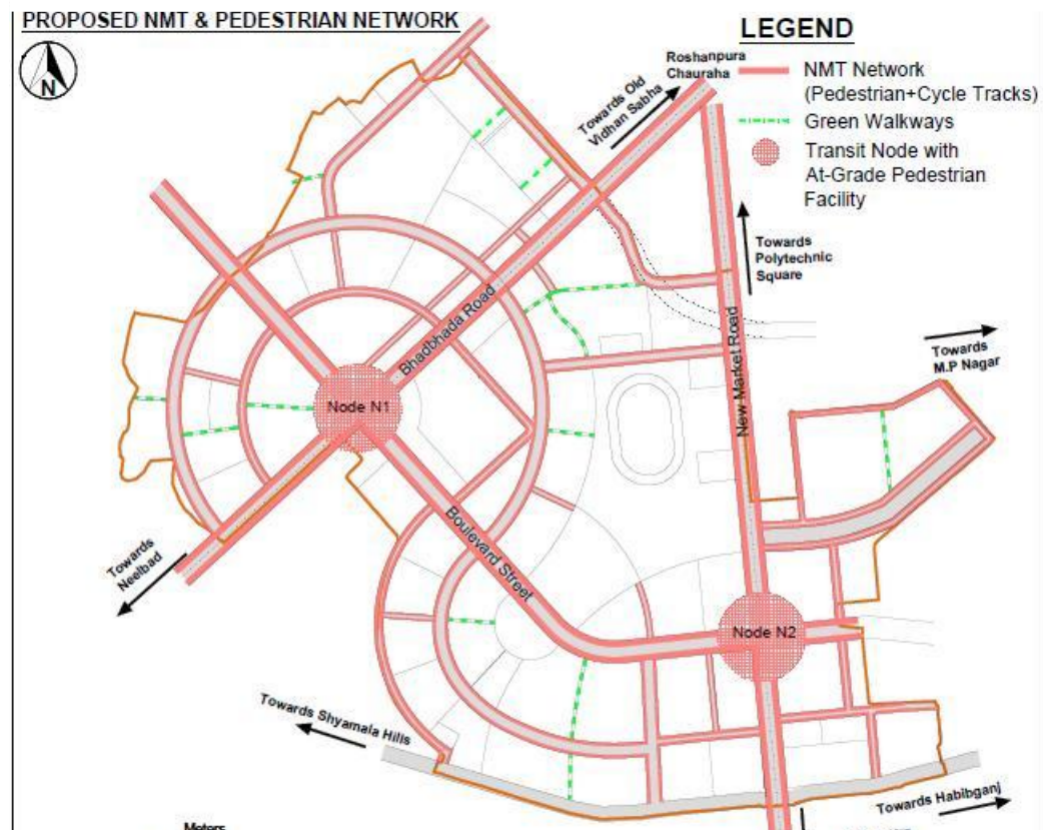 PROPOSED NMT & PEDESTRIAN NETWORK
N
LEGEND
NMT Network
(Pedestrian+Cycle Tracks)
Green Walkways
Transit Node with
At-Grade Pedestrian
Facility
Roshanpura
Chauraha
Towards Old
Vidhan Sabha
Towards
Polytechnic
Square
Bhadbhada Road
New Market Road
Towards
M.P Nagar
Node N1
Boulevard Street
Towards
Neelbad
Node N2
Towards Shyamala Hills
Towards Habibganj
Meters